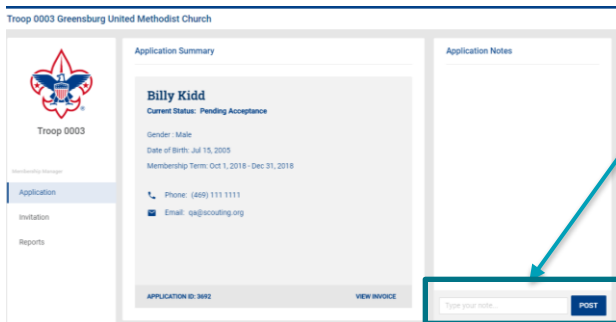 Troop 0003 Greensburg United Methodist Church
Troop 0003
Membership Manager
Application
Invitation
Reports
Application Summary
Billy Kidd
Current Status: Pending Acceptance
Gender : Male
Date of Birth: Jul 15, 2005
Membership Term: Oct 1, 2018 - Dec 31, 2018
Phone: (469) 111 1111
Email: qa@scouting.org
APPLICATION ID: 3692
VIEW INVOICE
Application Notes
Type your note...
POST